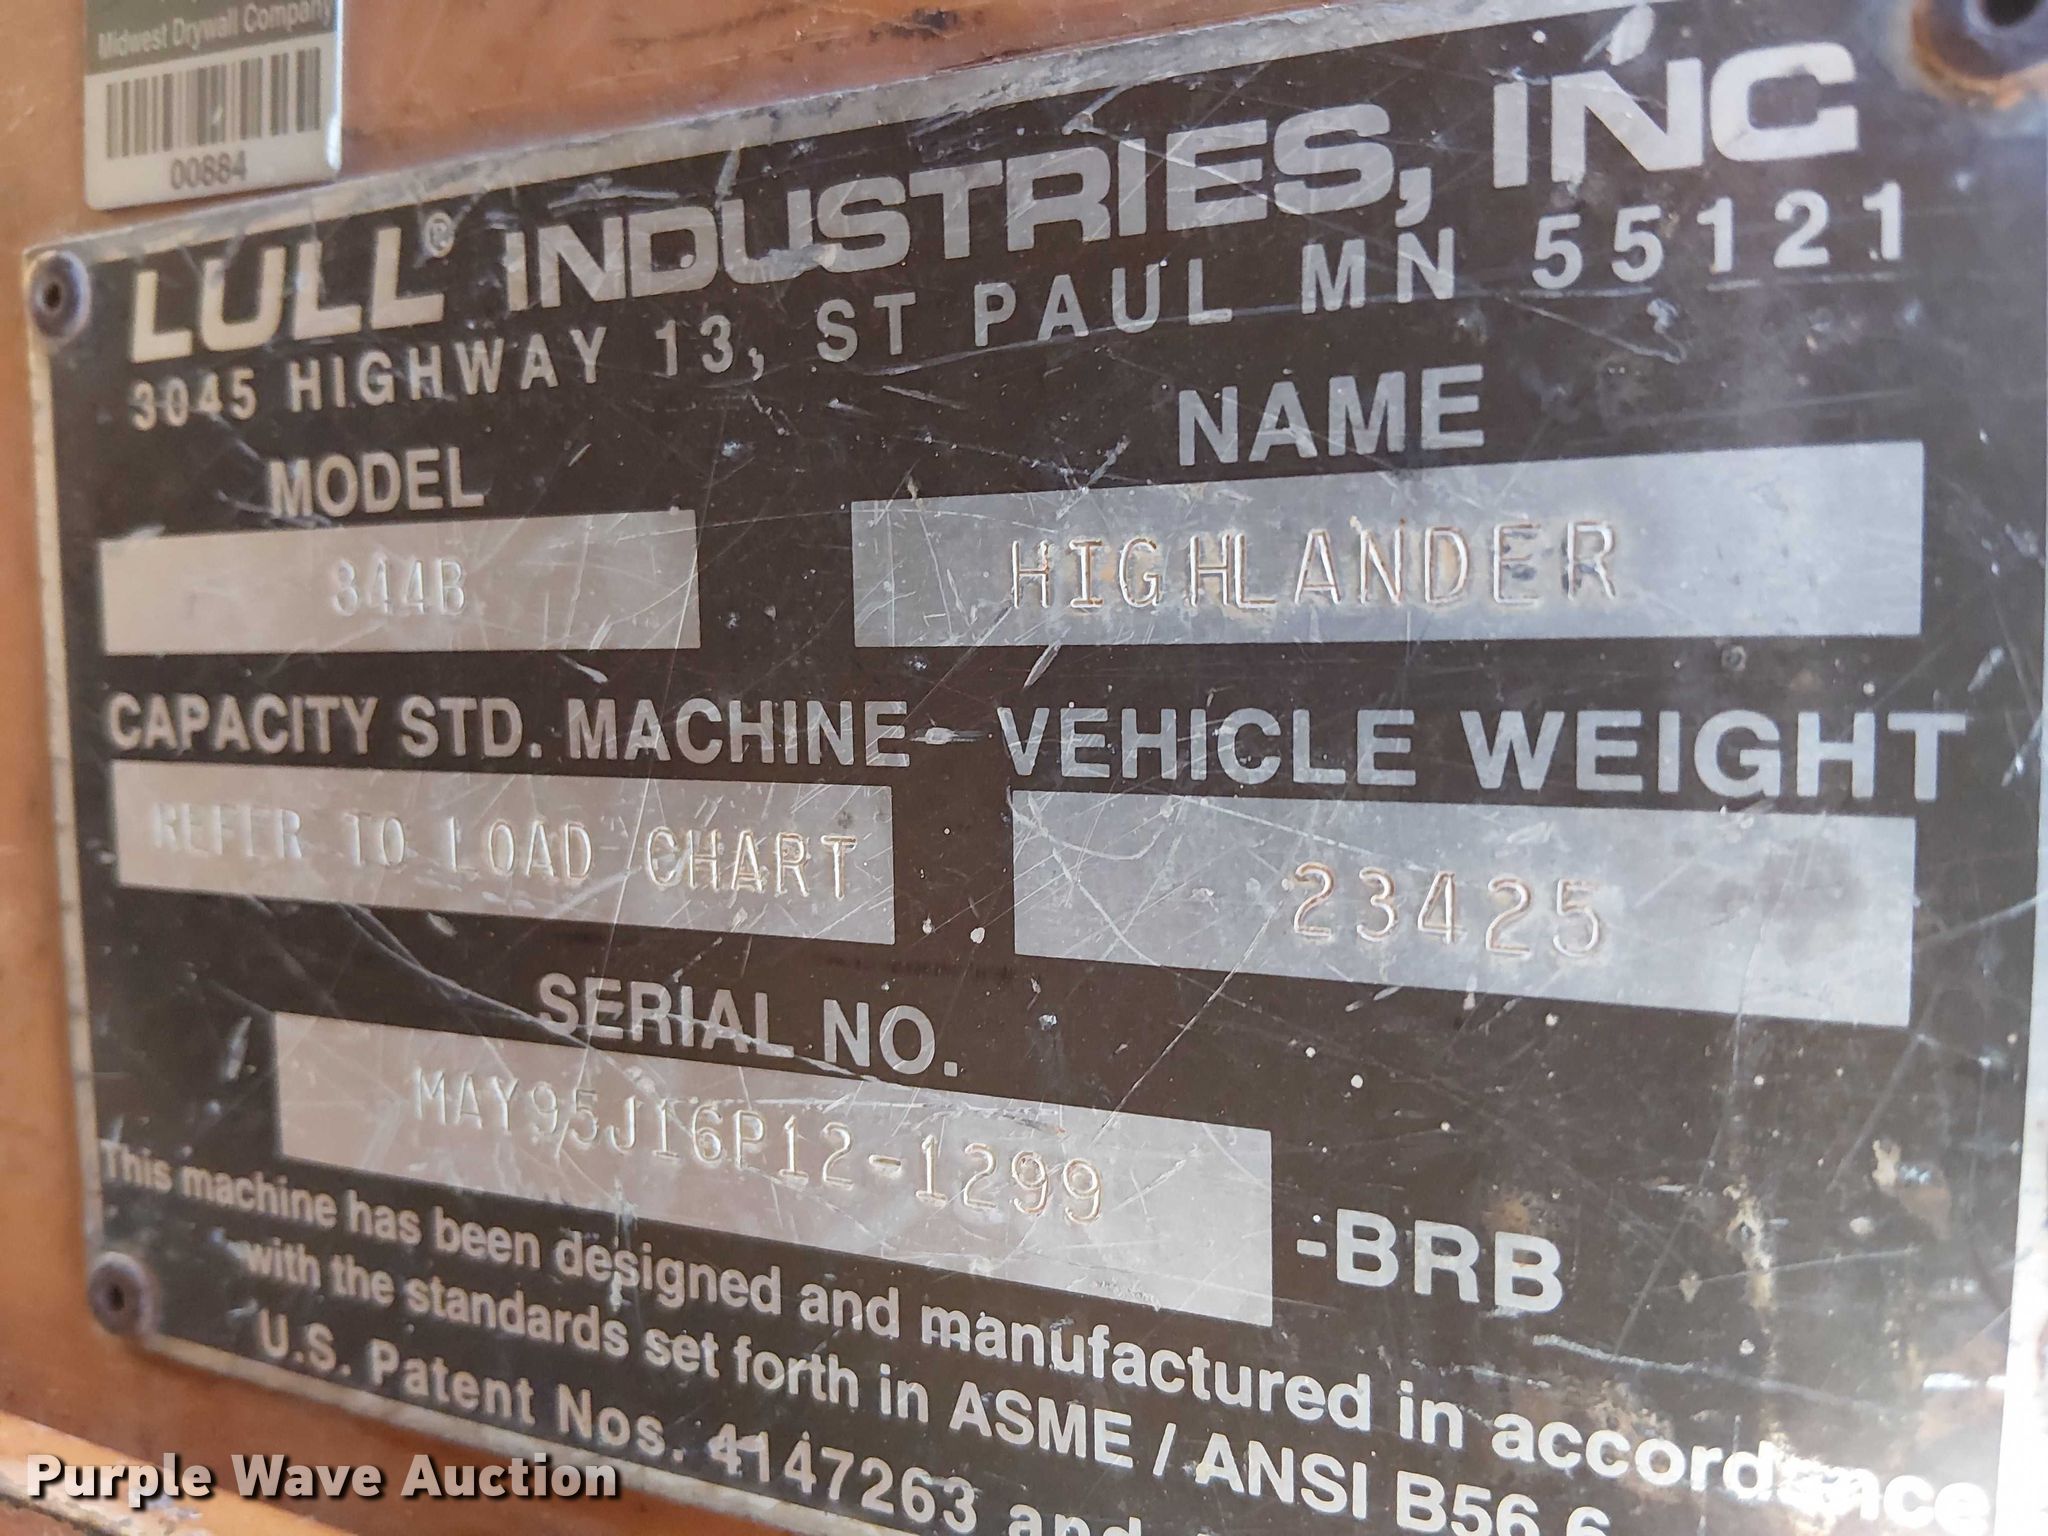 Midwest Drywall Company
00884
LULL® INDUSTRIES, INC
3045 HIGHWAY 13, ST PAUL MN 55121
MODEL NAME
844B HIGHLANDER
CAPACITY STD. MACHINE VEHICLE WEIGHT
REFER TO LOAD CHART 23425
SERIAL NO.
MAY95J16P12-1299 -BRB
This machine has been designed and manufactured in accordance
with the standards set forth in ASME / ANSI B56.6
U.S. Patent Nos. 4147263 and
Purple Wave Auction